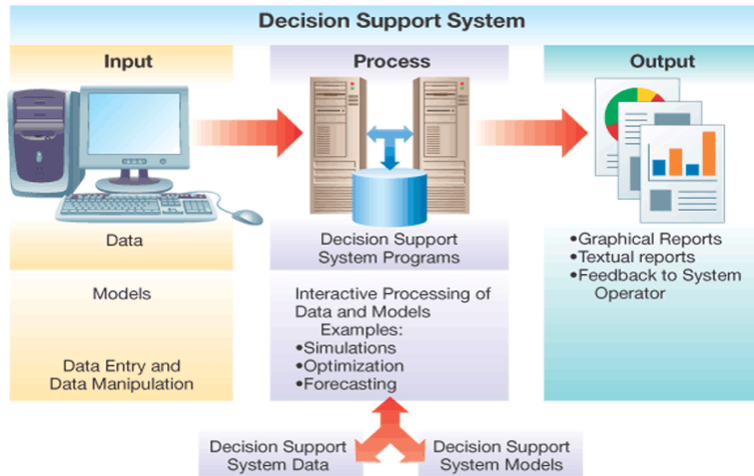 Decision Support System
Input
Process
Output
Data
Models
Data Entry and
Data Manipulation
Decision Support
System Programs
Interactive Processing of
Data and Models
Examples:
•Simulations
•Optimization
•Forecasting
•Graphical Reports
•Textual reports
•Feedback to System
Operator
Decision Support
System Data
Decision Support
System Models